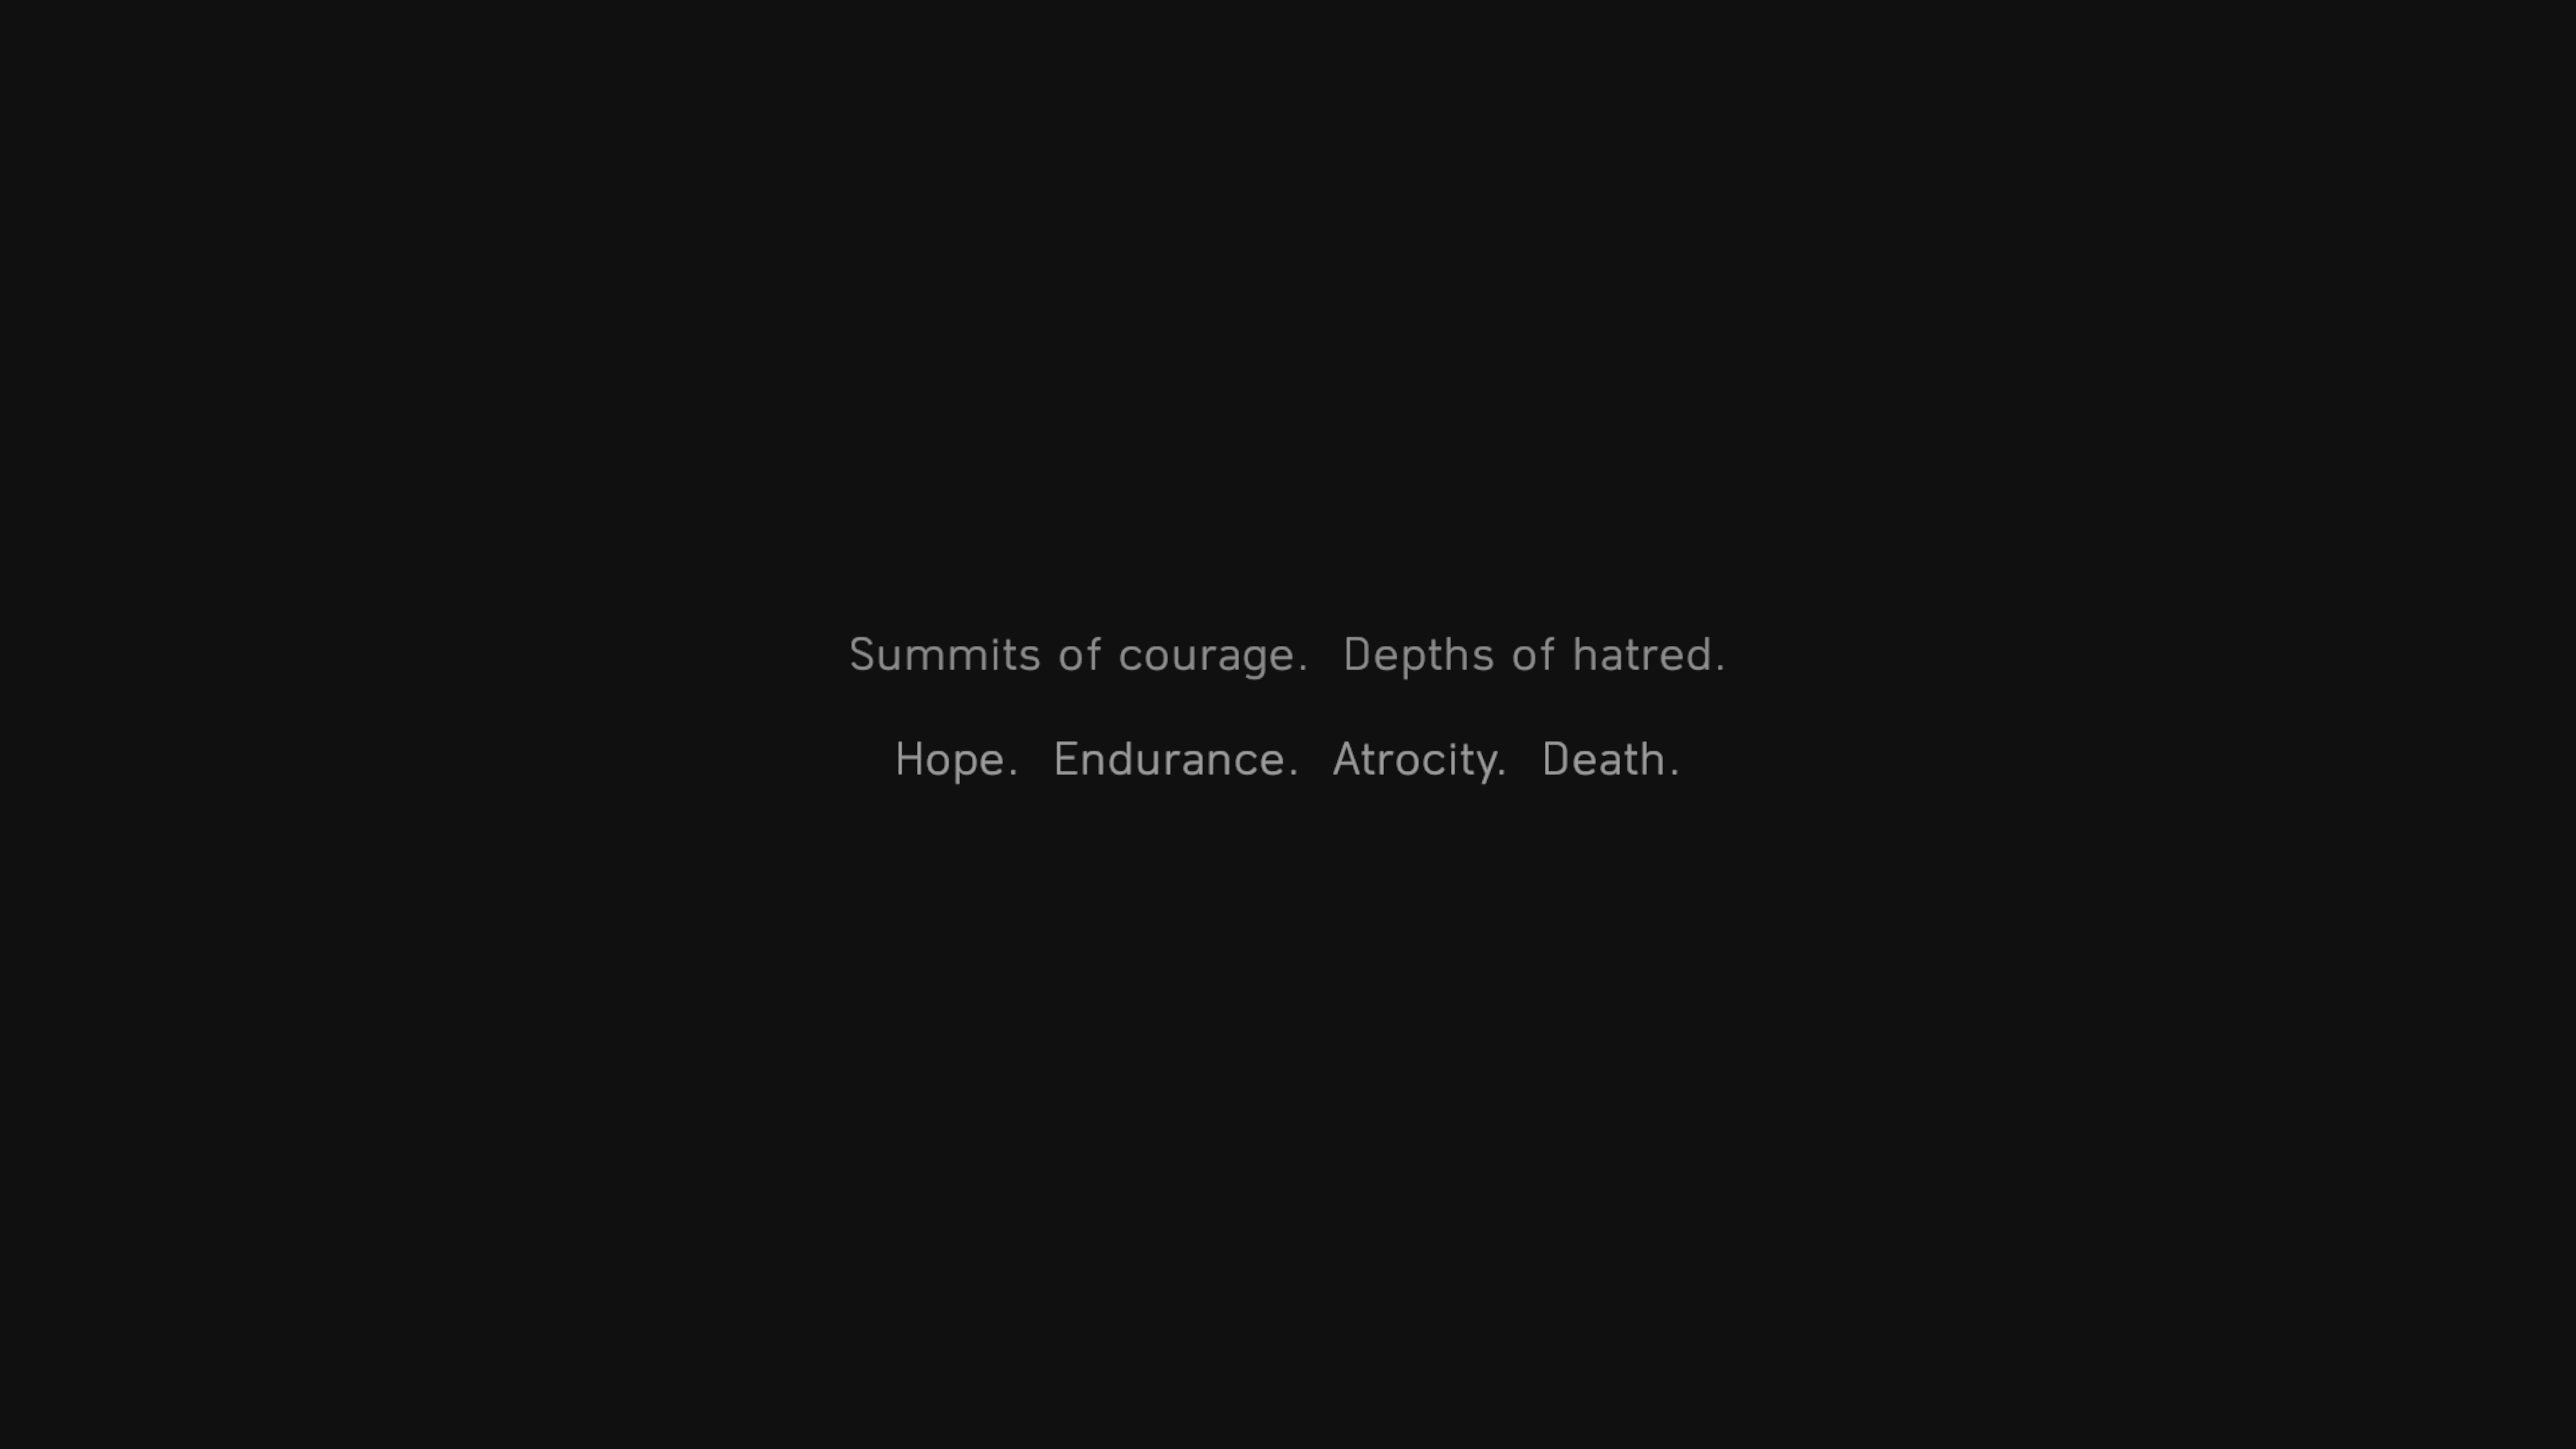 Summits of courage. Depths of hatred.
Hope. Endurance. Atrocity. Death.